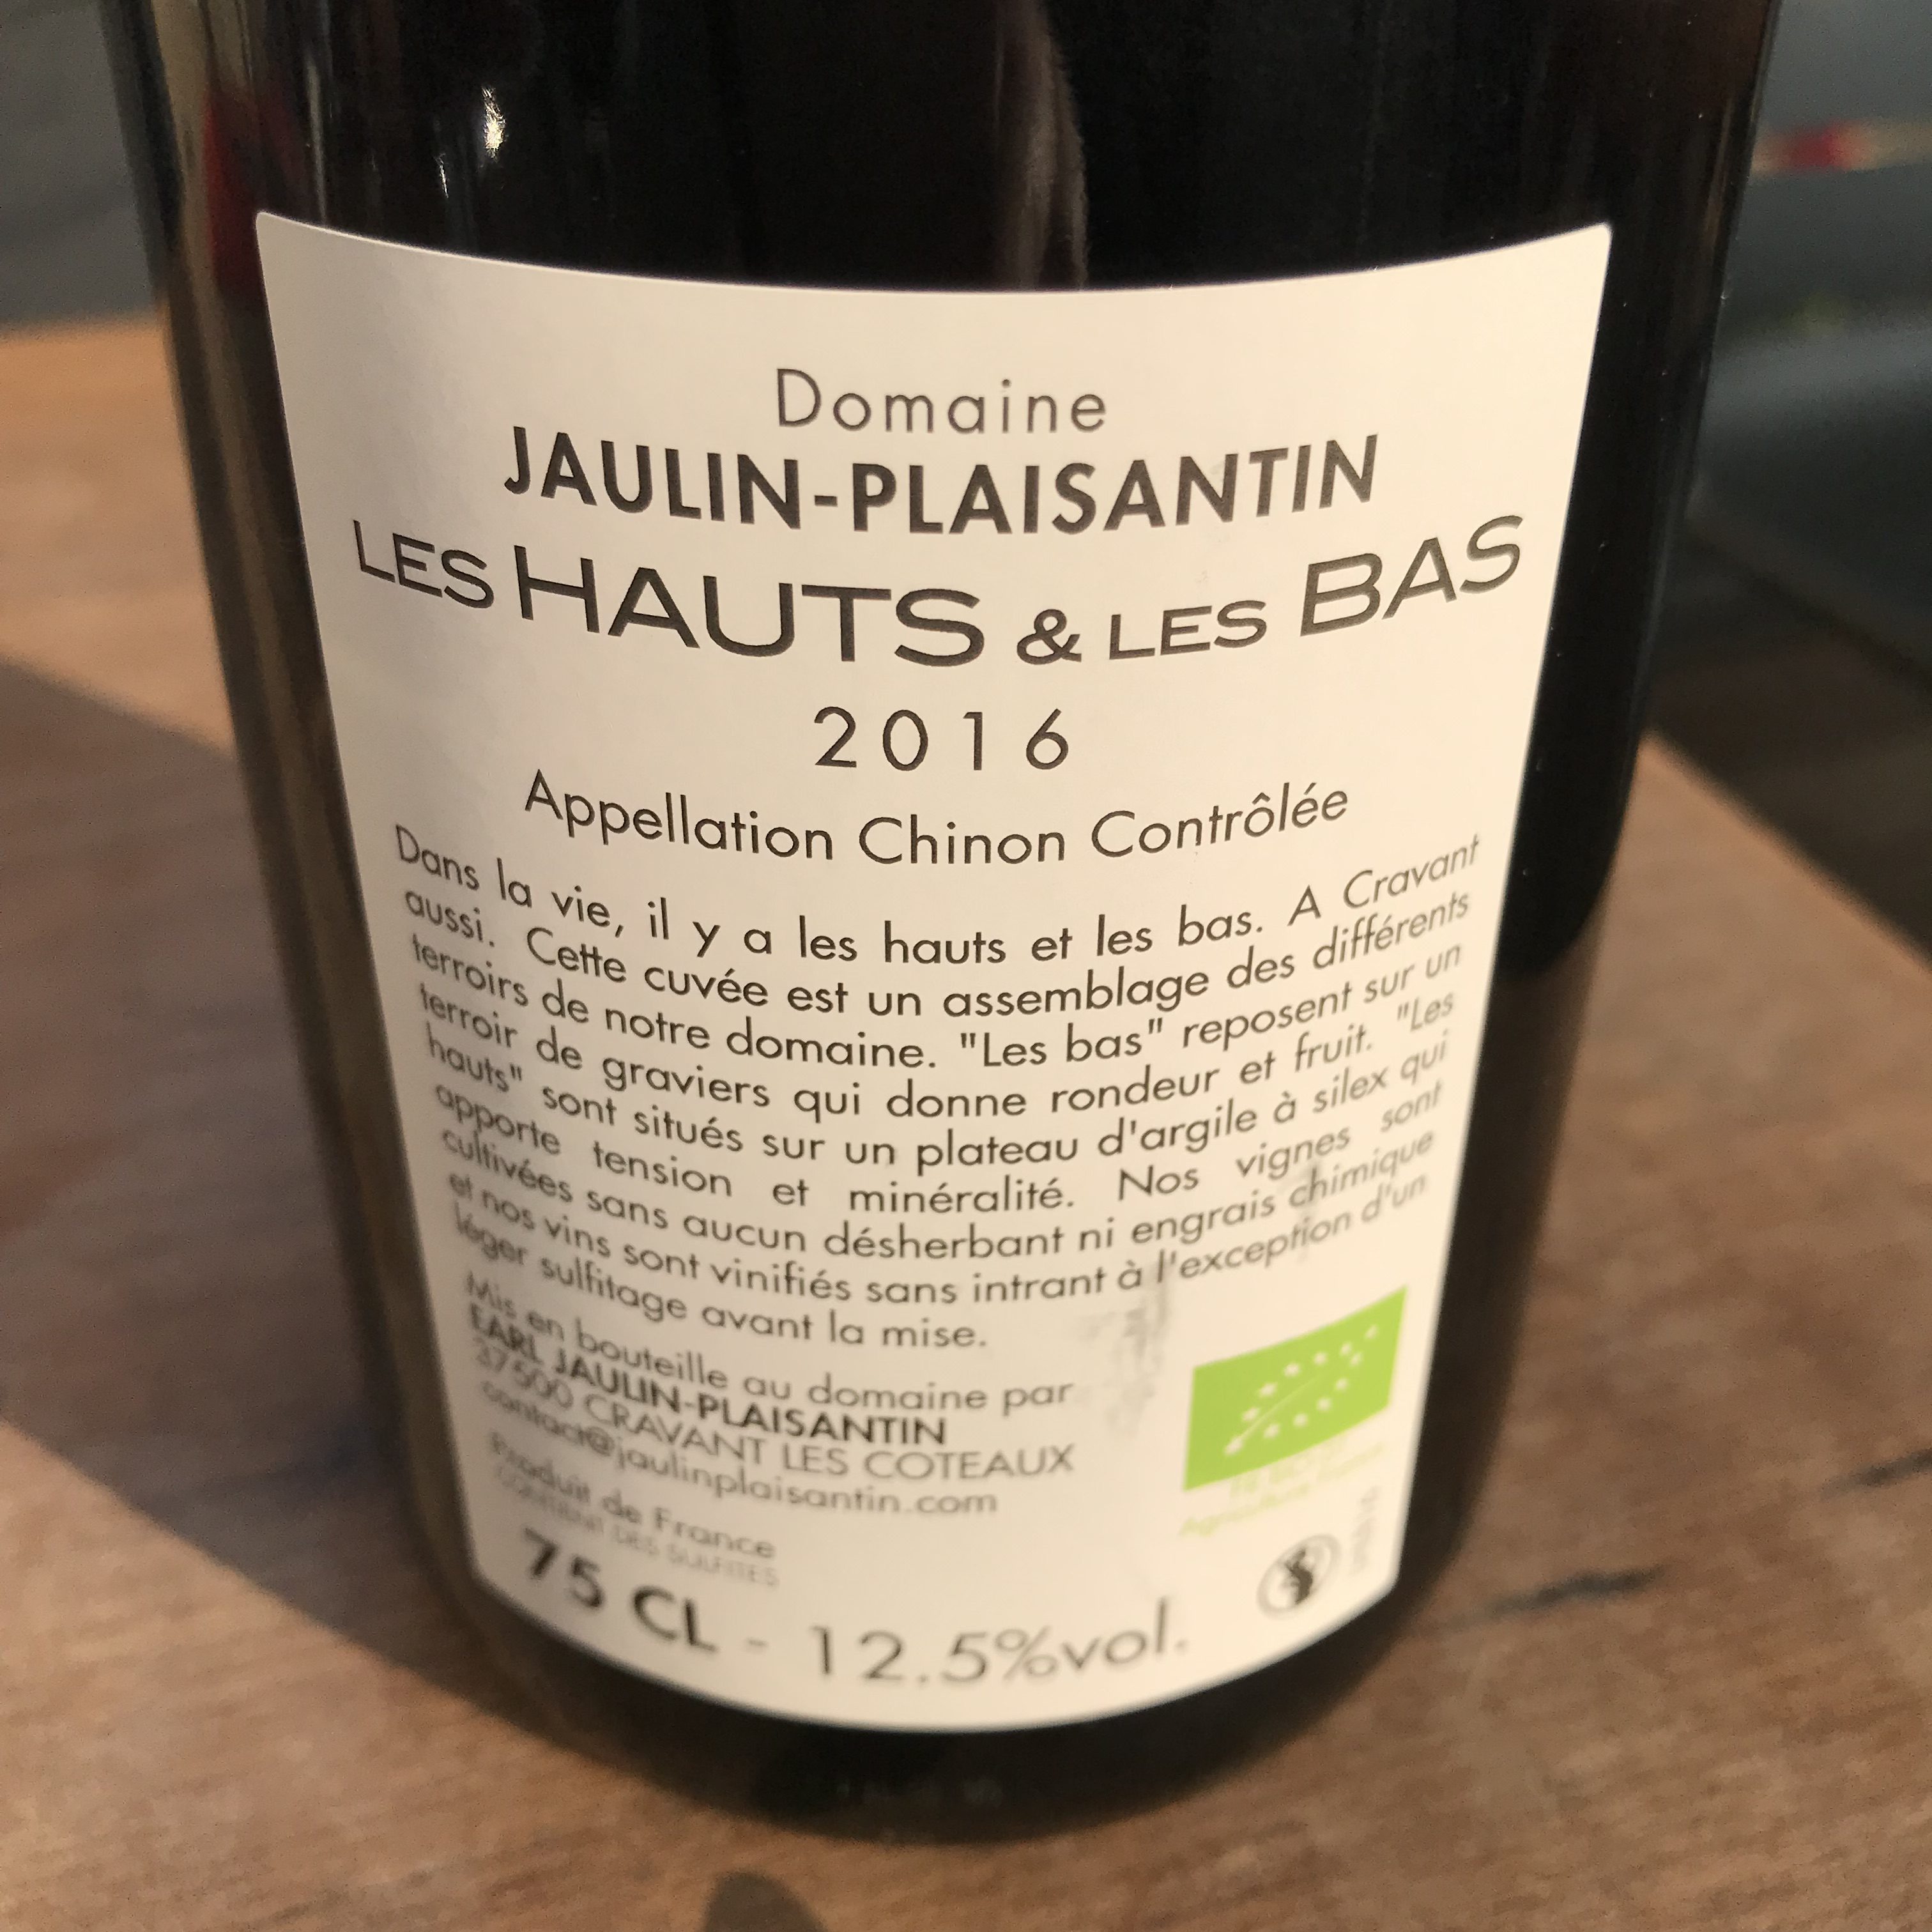 Domaine
JAULIN-PLAISANTIN
LES HAUTS & LES BAS
2016
Appellation Chinon Contrôlée
Dans la vie, il y a les hauts et les bas. A Cravant
aussi. Cette cuvée est un assemblage des différents
terroirs de notre domaine. "Les bas" reposent sur un
terroir de graviers qui donne rondeur et fruit. "Les
hauts" sont situés sur un plateau d'argile à silex qui
apporte tension et minéralité. Nos vignes sont
cultivées sans aucun désherbant ni engrais chimique
et nos vins sont vinifiés sans intrant à l'exception d'un
léger sulfitage avant la mise.
Mis en bouteille au domaine par
EARL JAULIN-PLAISANTIN
37500 CRAVANT LES COTEAUX
contact@jaulinplaisantin.com
Produit de France
CONTIENT DES SULFITES
Agriculture France
75 CL - 12.5%vol.